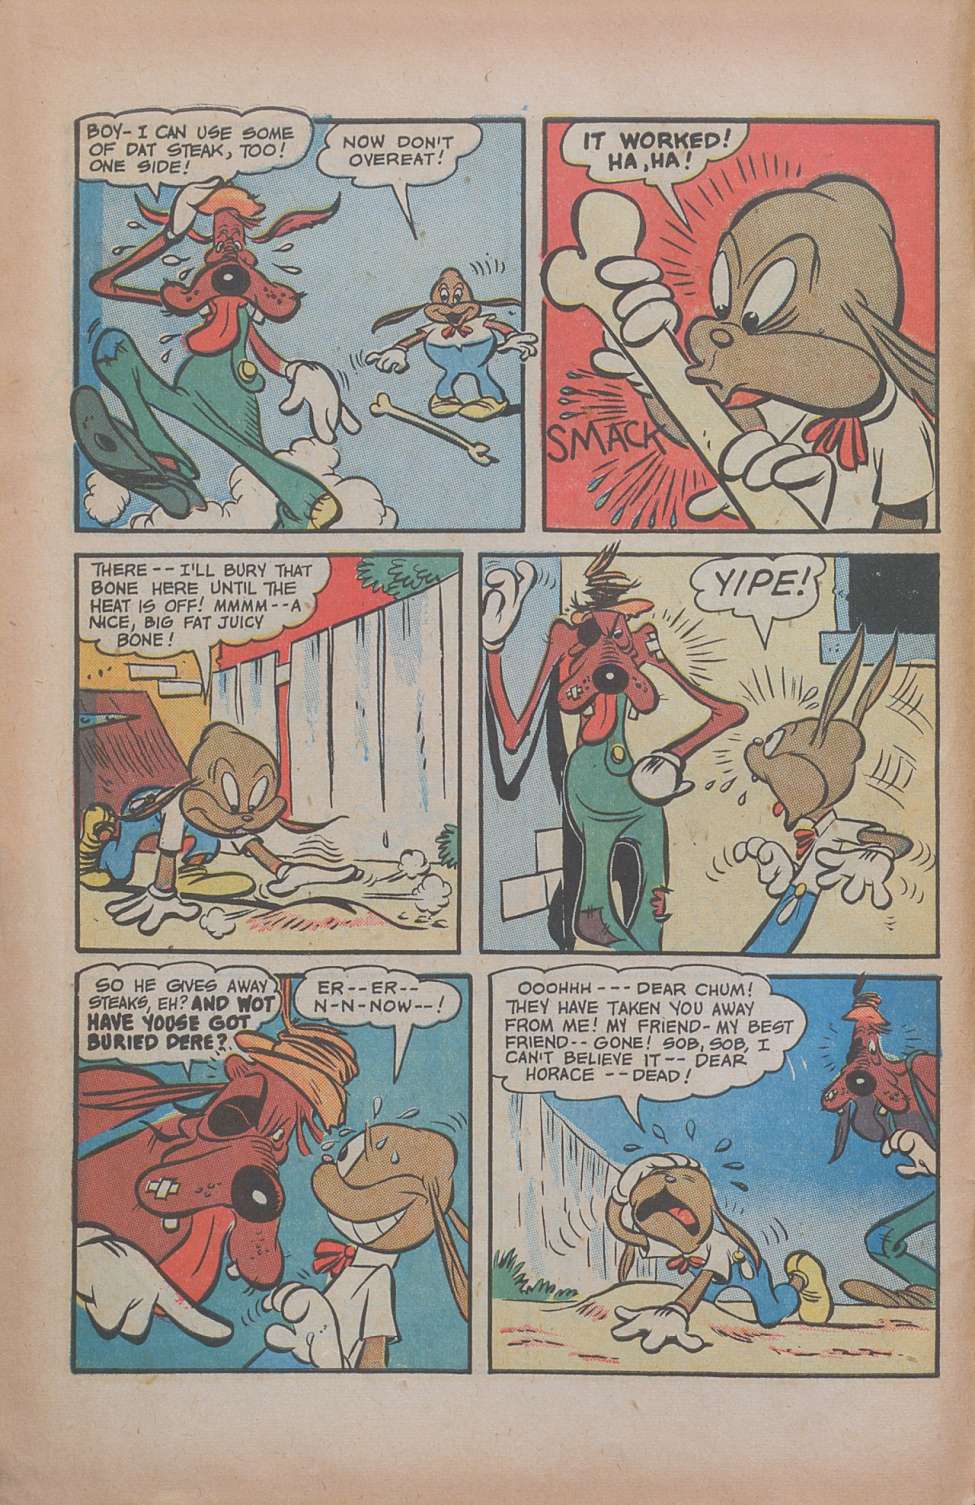 BOY- I CAN USE SOME
OF DAT STEAK, TOO!
ONE SIDE!
NOW DON'T
OVEREAT!
IT WORKED!
HA, HA!
SMACK
THERE -- I'LL BURY THAT
BONE HERE UNTIL THE
HEAT IS OFF! MMMM--A
NICE, BIG FAT JUICY
BONE!
YIPE!
SO HE GIVES AWAY
STEAKS, EH? AND WOT
HAVE YOUSE GOT
BURIED DERE?
ER--ER--
N-N-NOW--!
OOOHHH --- DEAR CHUM!
THEY HAVE TAKEN YOU AWAY
FROM ME! MY FRIEND- MY BEST
FRIEND-- GONE! SOB, SOB, I
CAN'T BELIEVE IT -- DEAR
HORACE --DEAD!